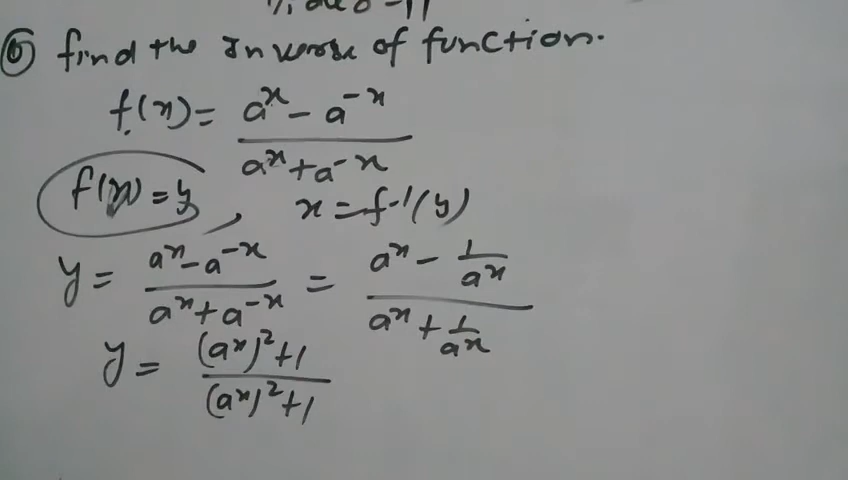 ⑥ find the Inverse of function.
f(x) = (a^x - a^-x) / (a^x + a^-x)
f(x) = y, x = f^-1(y)
y = (a^x - a^-x) / (a^x + a^-x) = (a^x - 1/a^x) / (a^x + 1/a^x)
y = ((a^x)^2 + 1) / ((a^x)^2 + 1)